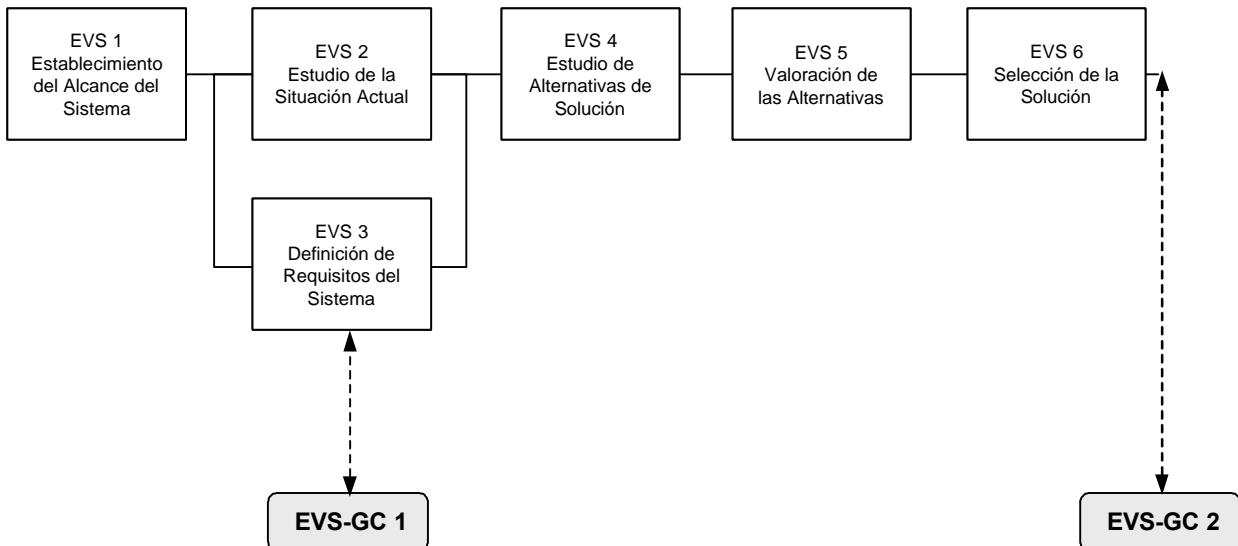 EVS 1
Establecimiento
del Alcance del
Sistema
EVS 2
Estudio de la
Situación Actual
EVS 4
Estudio de
Alternativas de
Solución
EVS 5
Valoración de
las Alternativas
EVS 6
Selección de la
Solución
EVS 3
Definición de
Requisitos del
Sistema
EVS-GC 1
EVS-GC 2